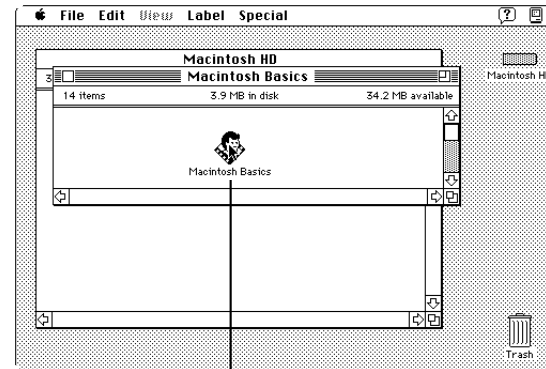 File Edit View Label Special
Macintosh HD
Macintosh H
3
Macintosh Basics
14 items 3.9 MB in disk 34.2 MB available
Macintosh Basics
Trash